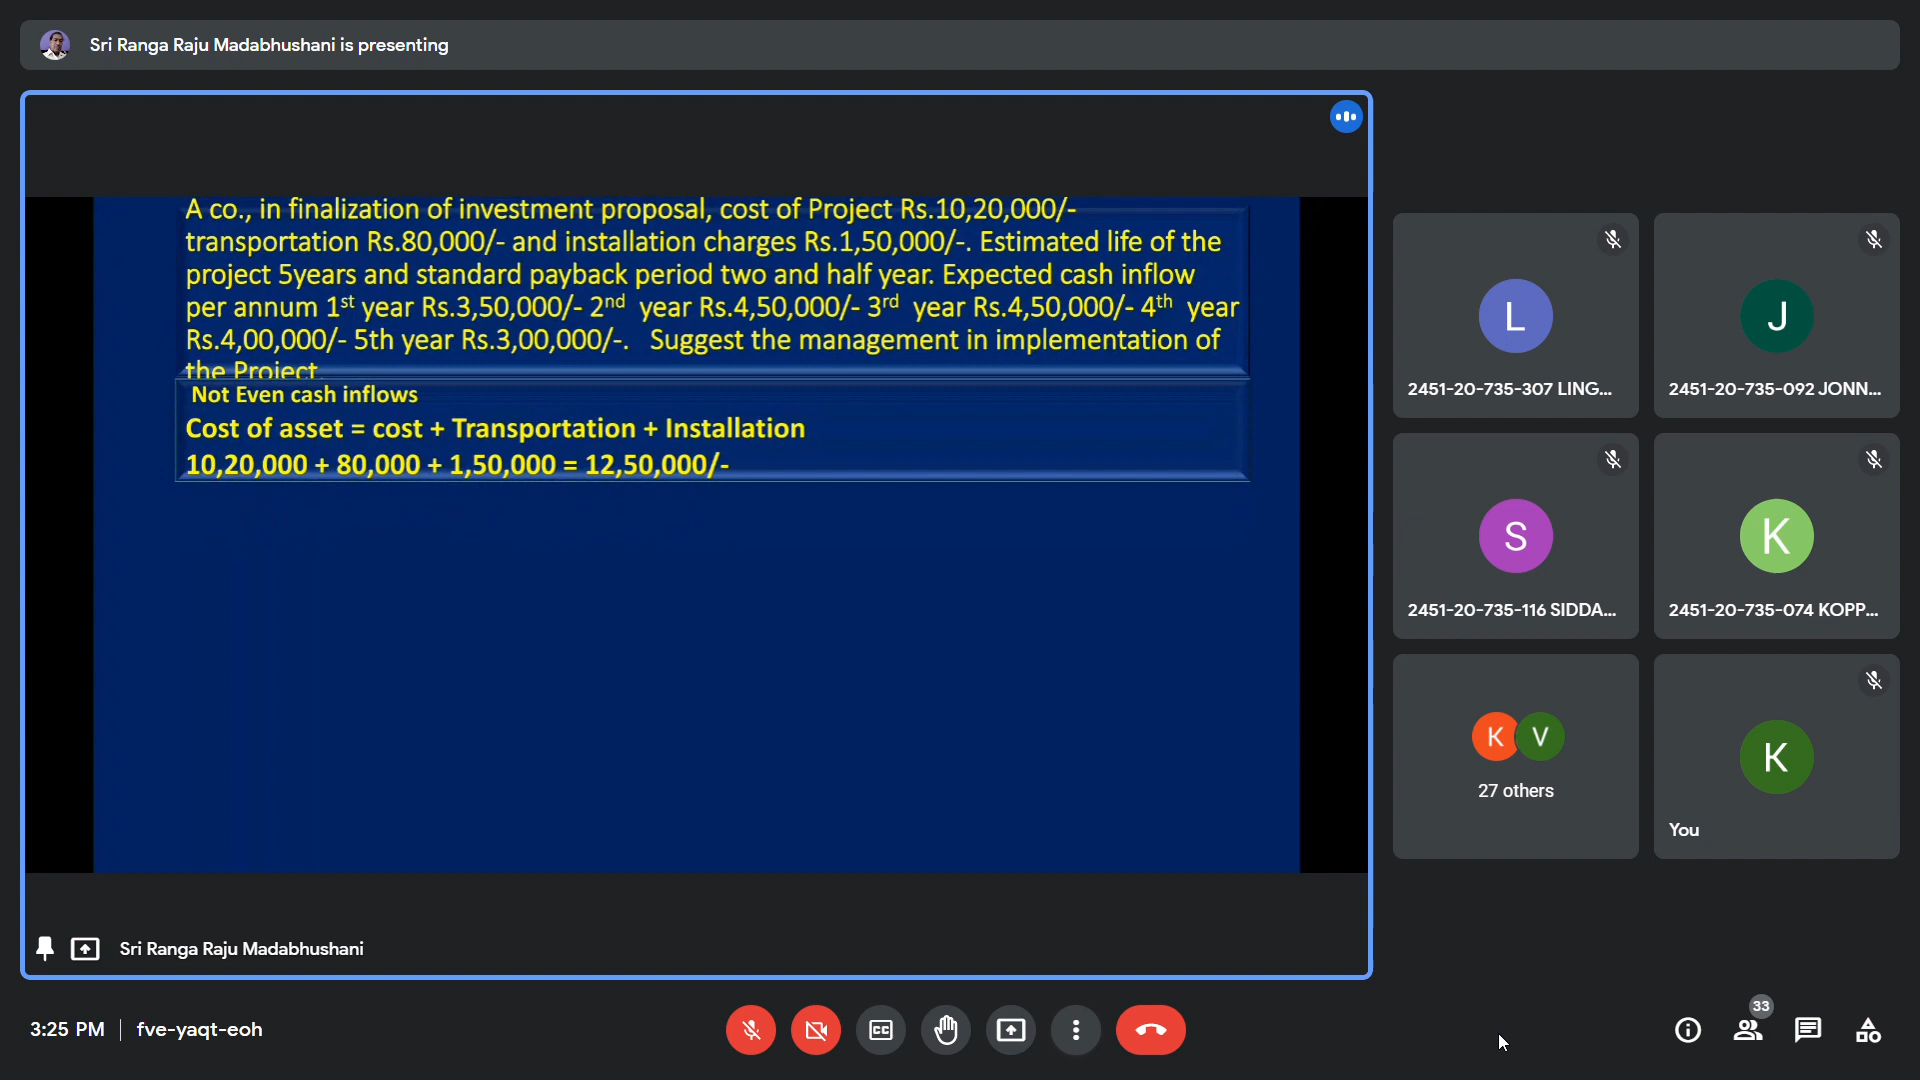 Sri Ranga Raju Madabhushani is presenting
A co., in finalization of investment proposal, cost of Project Rs.10,20,000/-
transportation Rs.80,000/- and installation charges Rs.1,50,000/-. Estimated life of the
project 5years and standard payback period two and half year. Expected cash inflow
per annum 1st year Rs.3,50,000/- 2nd year Rs.4,50,000/- 3rd year Rs.4,50,000/- 4th year
Rs.4,00,000/- 5th year Rs.3,00,000/-. Suggest the management in implementation of
the Project
Not Even cash inflows
Cost of asset = cost + Transportation + Installation
10,20,000 + 80,000 + 1,50,000 = 12,50,000/-
Sri Ranga Raju Madabhushani
L
2451-20-735-307 LING...
J
2451-20-735-092 JONN...
S
2451-20-735-116 SIDDA...
K
2451-20-735-074 KOPP...
K V
27 others
K
You
3:25 PM | fve-yaqt-eoh
CC
33